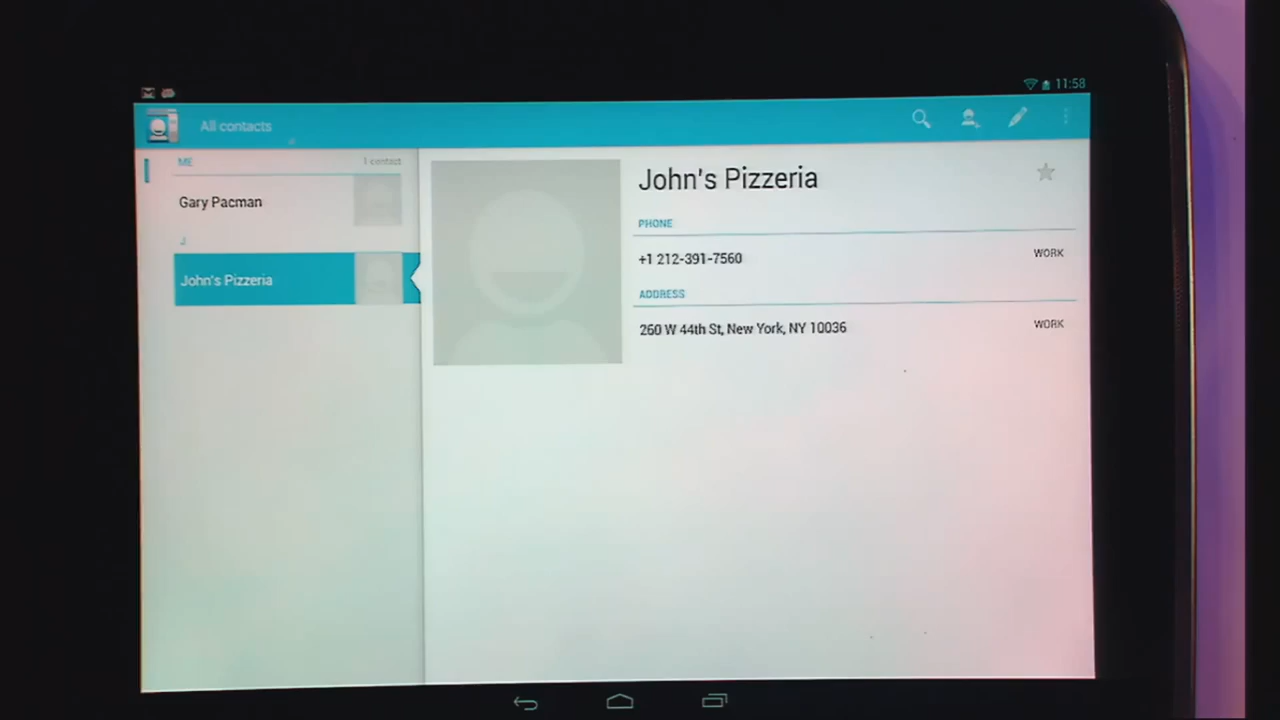 11:58
All contacts
ME 1 contact
Gary Pacman
J
John's Pizzeria
John's Pizzeria
PHONE
+1 212-391-7560 WORK
ADDRESS
260 W 44th St, New York, NY 10036 WORK